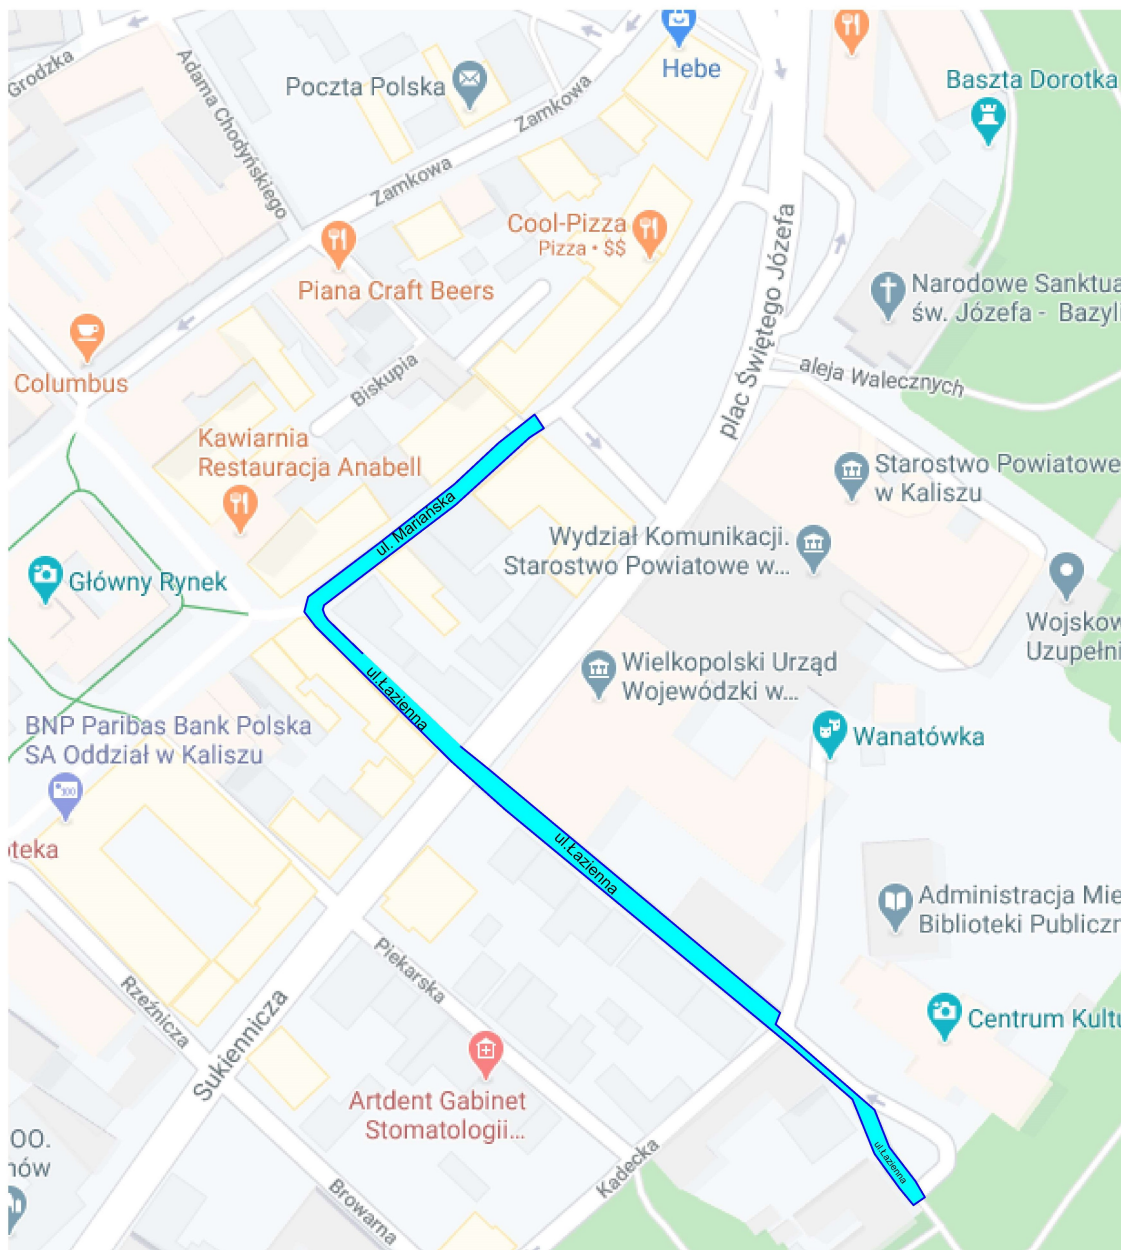 Grodzka
Adama Chodyńskiego
Poczta Polska
Zamkowa
Hebe
Baszta Dorotka
Zamkowa
Cool-Pizza
Pizza • $$
Piana Craft Beers
plac Świętego Józefa
Narodowe Sanktua
św. Józefa - Bazyli
Columbus
Biskupia
aleja Walecznych
Kawiarnia
Restauracja Anabell
Starostwo Powiatowe
w Kaliszu
ul. Mariańska
Wydział Komunikacji.
Starostwo Powiatowe w...
Główny Rynek
Wojskow
Uzupełni
Wielkopolski Urząd
Wojewódzki w...
ul.Łazienna
BNP Paribas Bank Polska
SA Oddział w Kaliszu
100
Wanatówka
oteka
ul.Łazienna
Administracja Mie
Biblioteki Publiczn
Piekarska
Rzeźnicza
Sukiennicza
Centrum Kultu
Artdent Gabinet
Stomatologii...
OO.
nów
Kadecka
ul.Łazienna
Browarna